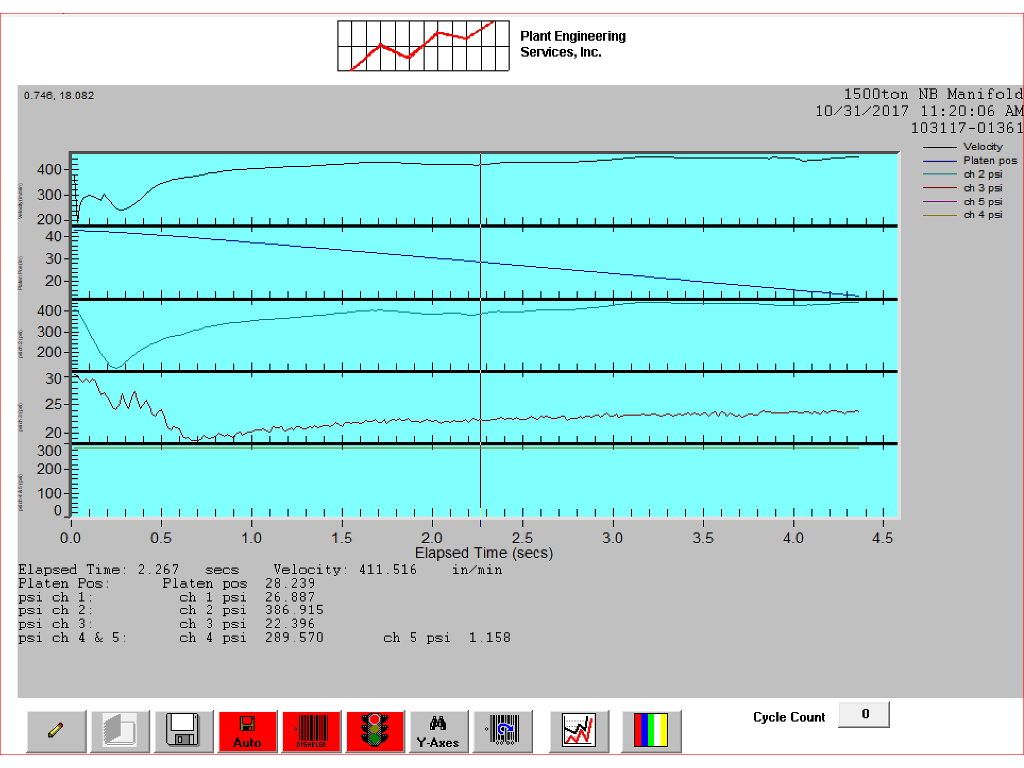 Plant Engineering
Services, Inc.
0.746, 18.082
1500ton NB Manifold
10/31/2017 11:20:06 AM
103117-01361
Velocity
Platen pos
ch 2 psi
ch 3 psi
ch 5 psi
ch 4 psi
400
300
200
40
30
20
400
300
200
30
25
20
300
200
100
0
0.0 0.5 1.0 1.5 2.0 2.5 3.0 3.5 4.0 4.5
Elapsed Time (secs)
Elapsed Time: 2.267 secs Velocity: 411.516 in/min
Platen Pos: Platen pos 28.239
psi ch 1: ch 1 psi 26.887
psi ch 2: ch 2 psi 386.915
psi ch 3: ch 3 psi 22.396
psi ch 4 & 5: ch 4 psi 289.570 ch 5 psi 1.158
Auto
DISABLED
Y-Axes
Cycle Count 0